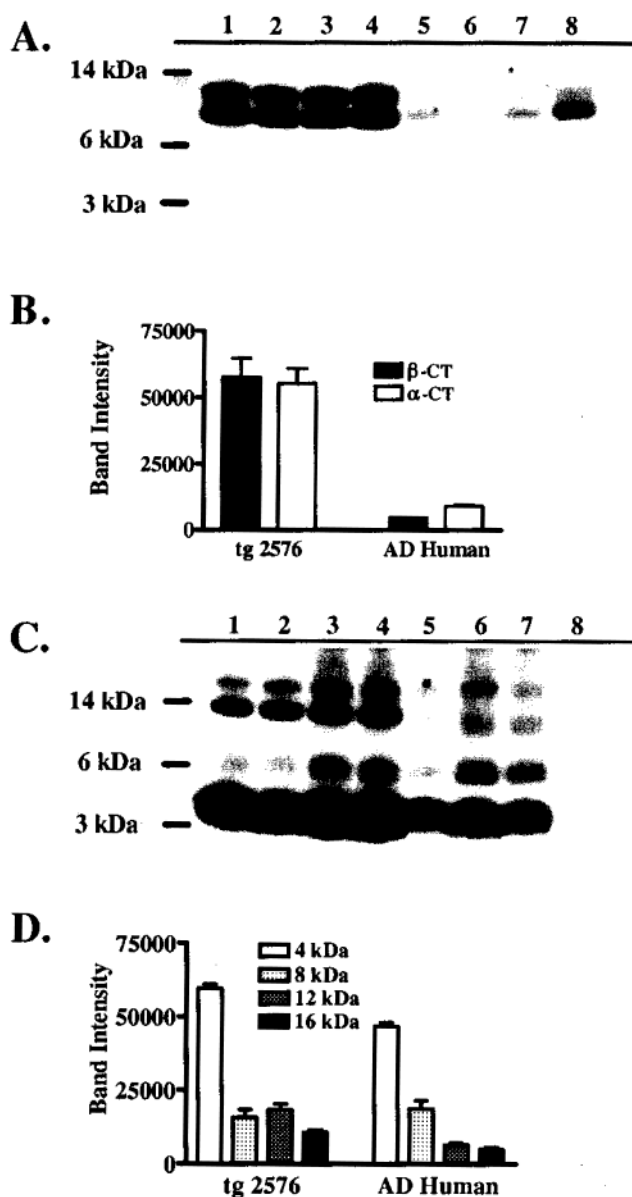 A.
1 2 3 4 5 6 7 8
14 kDa
6 kDa
3 kDa
B.
75000
50000
25000
0
Band Intensity
β-CT
α-CT
tg 2576 AD Human
C.
1 2 3 4 5 6 7 8
14 kDa
6 kDa
3 kDa
D.
75000
50000
25000
0
Band Intensity
4 kDa
8 kDa
12 kDa
16 kDa
tg 2576 AD Human